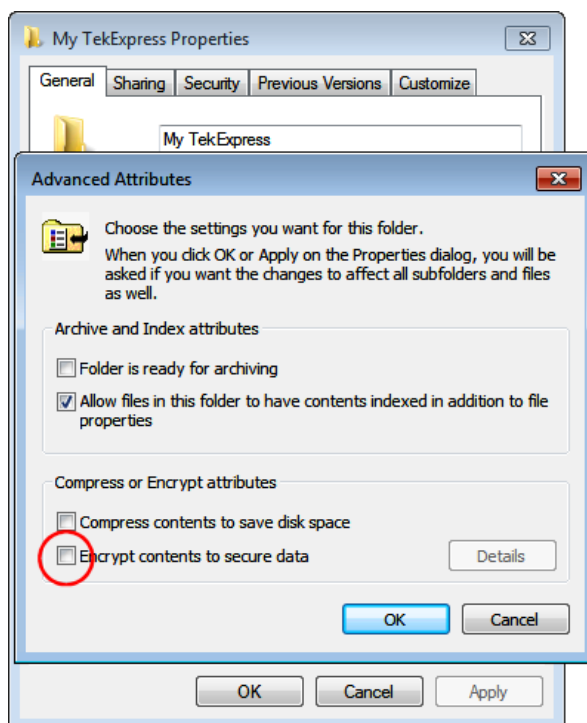 My TekExpress Properties
General Sharing Security Previous Versions Customize
My TekExpress
Advanced Attributes
Choose the settings you want for this folder.
When you click OK or Apply on the Properties dialog, you will be
asked if you want the changes to affect all subfolders and files
as well.
Archive and Index attributes
Folder is ready for archiving
Allow files in this folder to have contents indexed in addition to file
properties
Compress or Encrypt attributes
Compress contents to save disk space
Encrypt contents to secure data
Details
OK Cancel
OK Cancel Apply